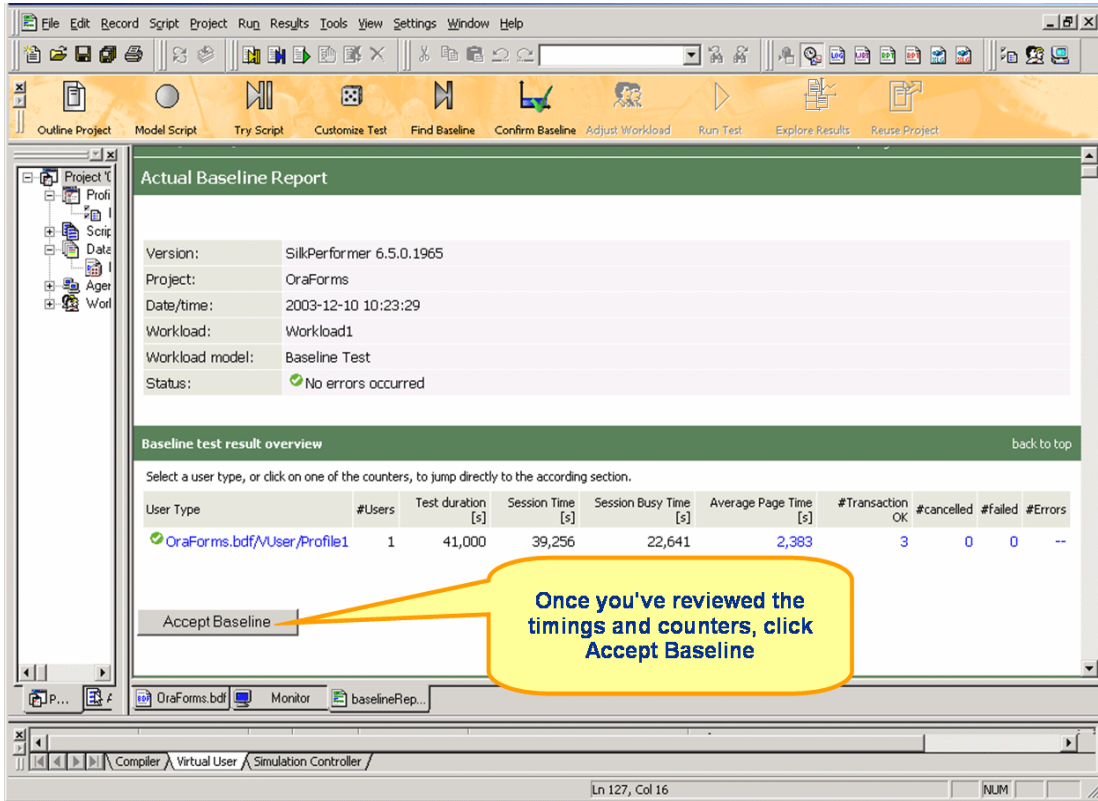 File Edit Record Script Project Run Results Tools View Settings Window Help
Outline Project Model Script Try Script Customize Test Find Baseline Confirm Baseline Adjust Workload Run Test Explore Results Reuse Project
Project 'O
Profi
Scrip
Data
Ager
Worl
Actual Baseline Report
Version: SilkPerformer 6.5.0.1965
Project: OraForms
Date/time: 2003-12-10 10:23:29
Workload: Workload1
Workload model: Baseline Test
Status: No errors occurred
Baseline test result overview back to top
Select a user type, or click on one of the counters, to jump directly to the according section.
User Type #Users Test duration [s] Session Time [s] Session Busy Time [s] Average Page Time [s] #Transaction OK #cancelled #failed #Errors
OraForms.bdf/VUser/Profile1 1 41,000 39,256 22,641 2,383 3 0 0 --
Accept Baseline
Once you've reviewed the
timings and counters, click
Accept Baseline
P... OraForms.bdf Monitor baselineRep...
Compiler Virtual User Simulation Controller
Ln 127, Col 16 NUM